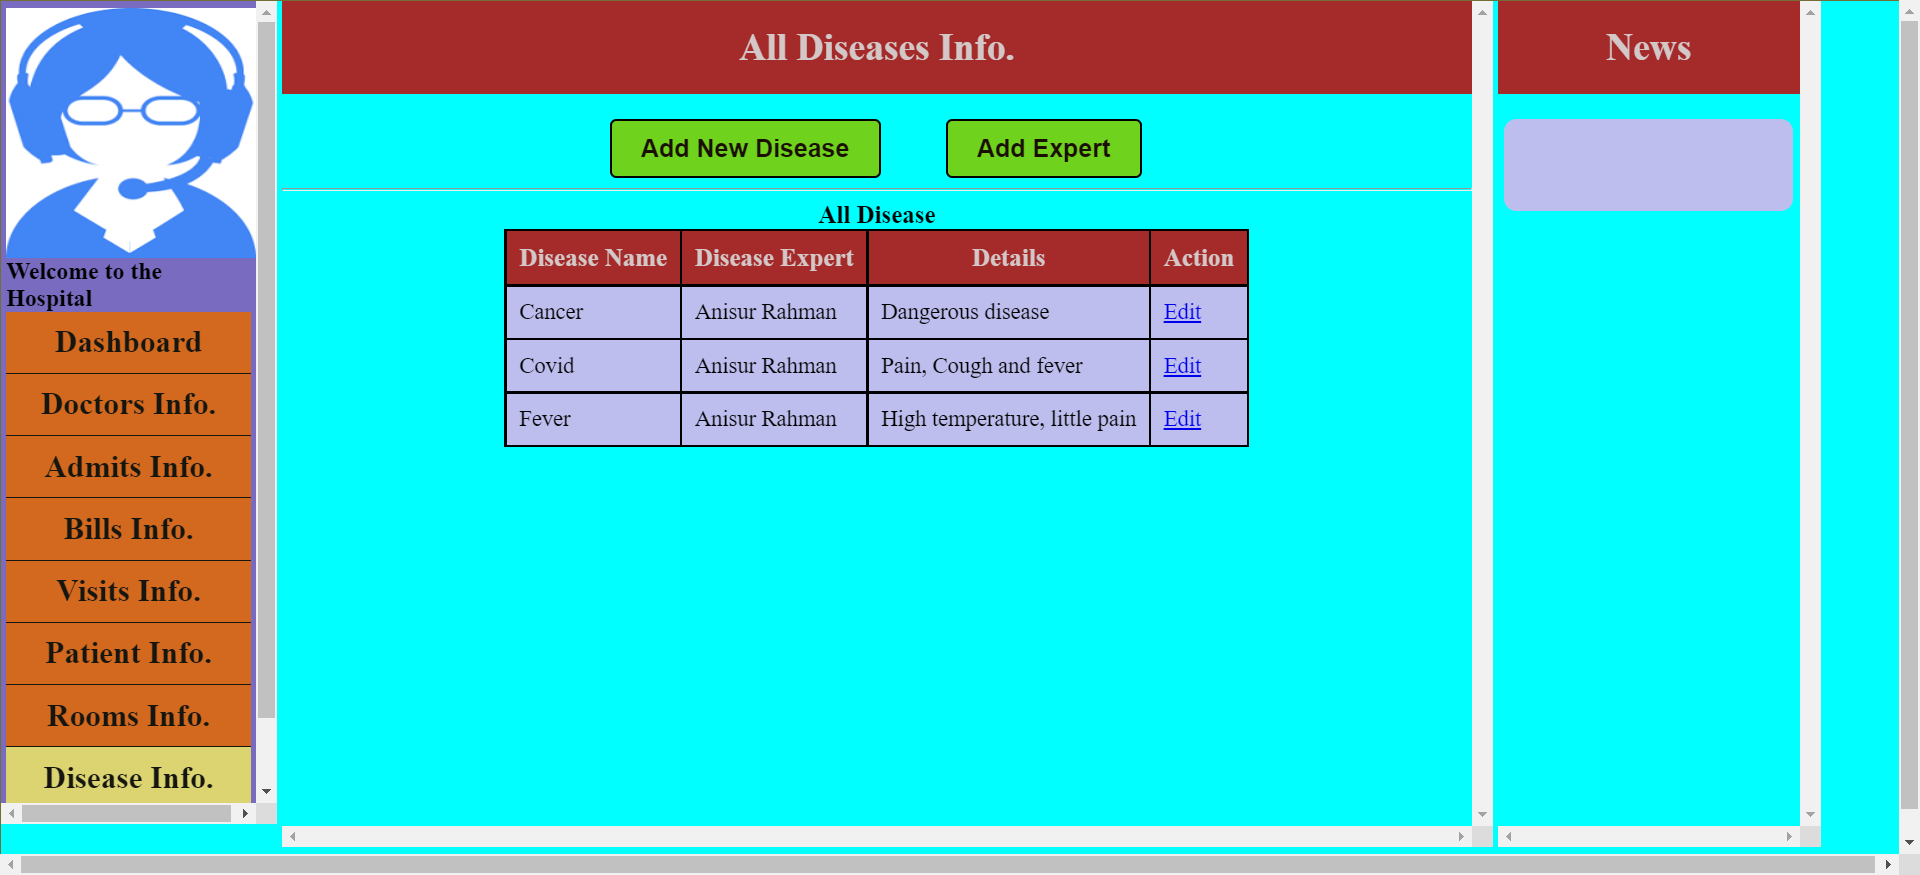 Welcome to the
Hospital
Dashboard
Doctors Info.
Admits Info.
Bills Info.
Visits Info.
Patient Info.
Rooms Info.
Disease Info.
All Diseases Info.
Add New Disease Add Expert
All Disease
Disease Name Disease Expert Details Action
Cancer Anisur Rahman Dangerous disease Edit
Covid Anisur Rahman Pain, Cough and fever Edit
Fever Anisur Rahman High temperature, little pain Edit
News